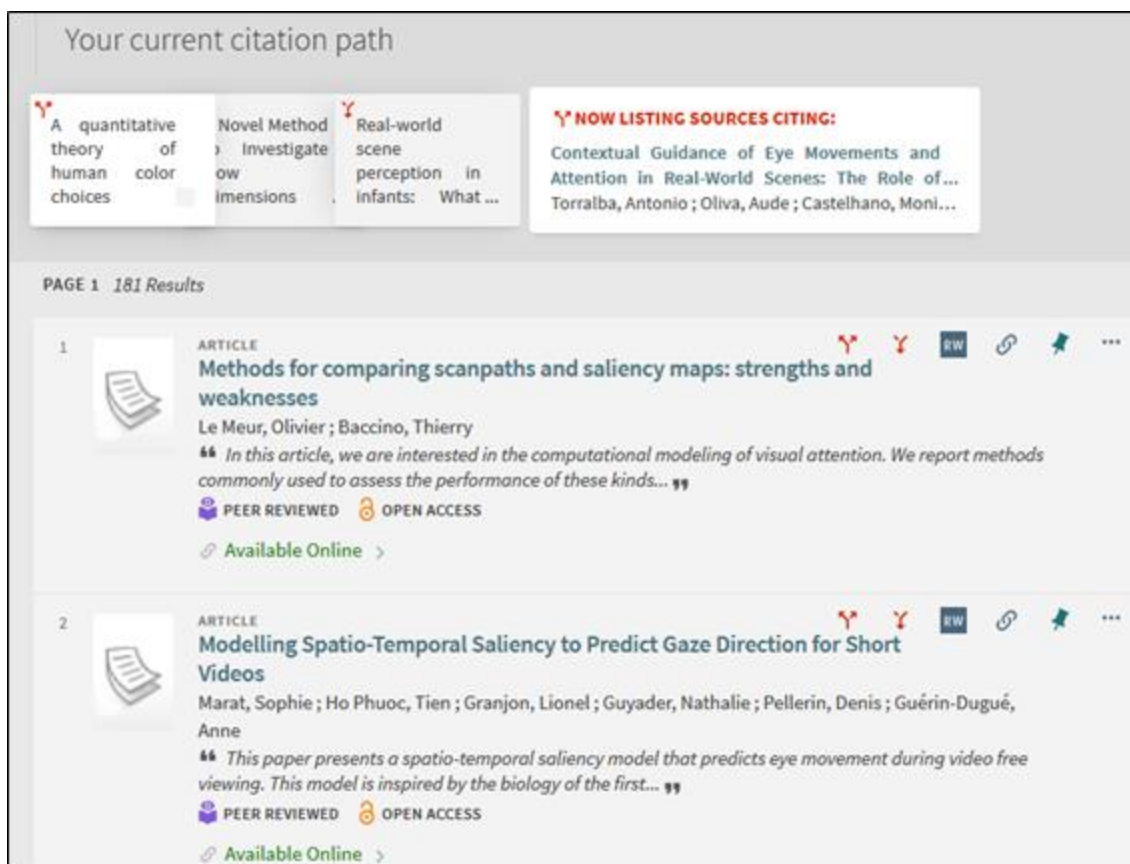 Your current citation path
A quantitative
theory of
human color
choices
Novel Method
Investigate
Real-world
scene
perception in
infants: What ...
NOW LISTING SOURCES CITING:
Contextual Guidance of Eye Movements and
Attention in Real-World Scenes: The Role of...
Torralba, Antonio ; Oliva, Aude ; Castelhano, Moni...
PAGE 1 181 Results
1
ARTICLE
RW
Methods for comparing scanpaths and saliency maps: strengths and
weaknesses
Le Meur, Olivier ; Baccino, Thierry
❝ In this article, we are interested in the computational modeling of visual attention. We report methods
commonly used to assess the performance of these kinds... ❞
PEER REVIEWED OPEN ACCESS
Available Online >
2
ARTICLE
RW
Modelling Spatio-Temporal Saliency to Predict Gaze Direction for Short
Videos
Marat, Sophie ; Ho Phuoc, Tien ; Granjon, Lionel ; Guyader, Nathalie ; Pellerin, Denis ; Guérin-Dugué,
Anne
❝ This paper presents a spatio-temporal saliency model that predicts eye movement during video free
viewing. This model is inspired by the biology of the first... ❞
PEER REVIEWED OPEN ACCESS
Available Online >